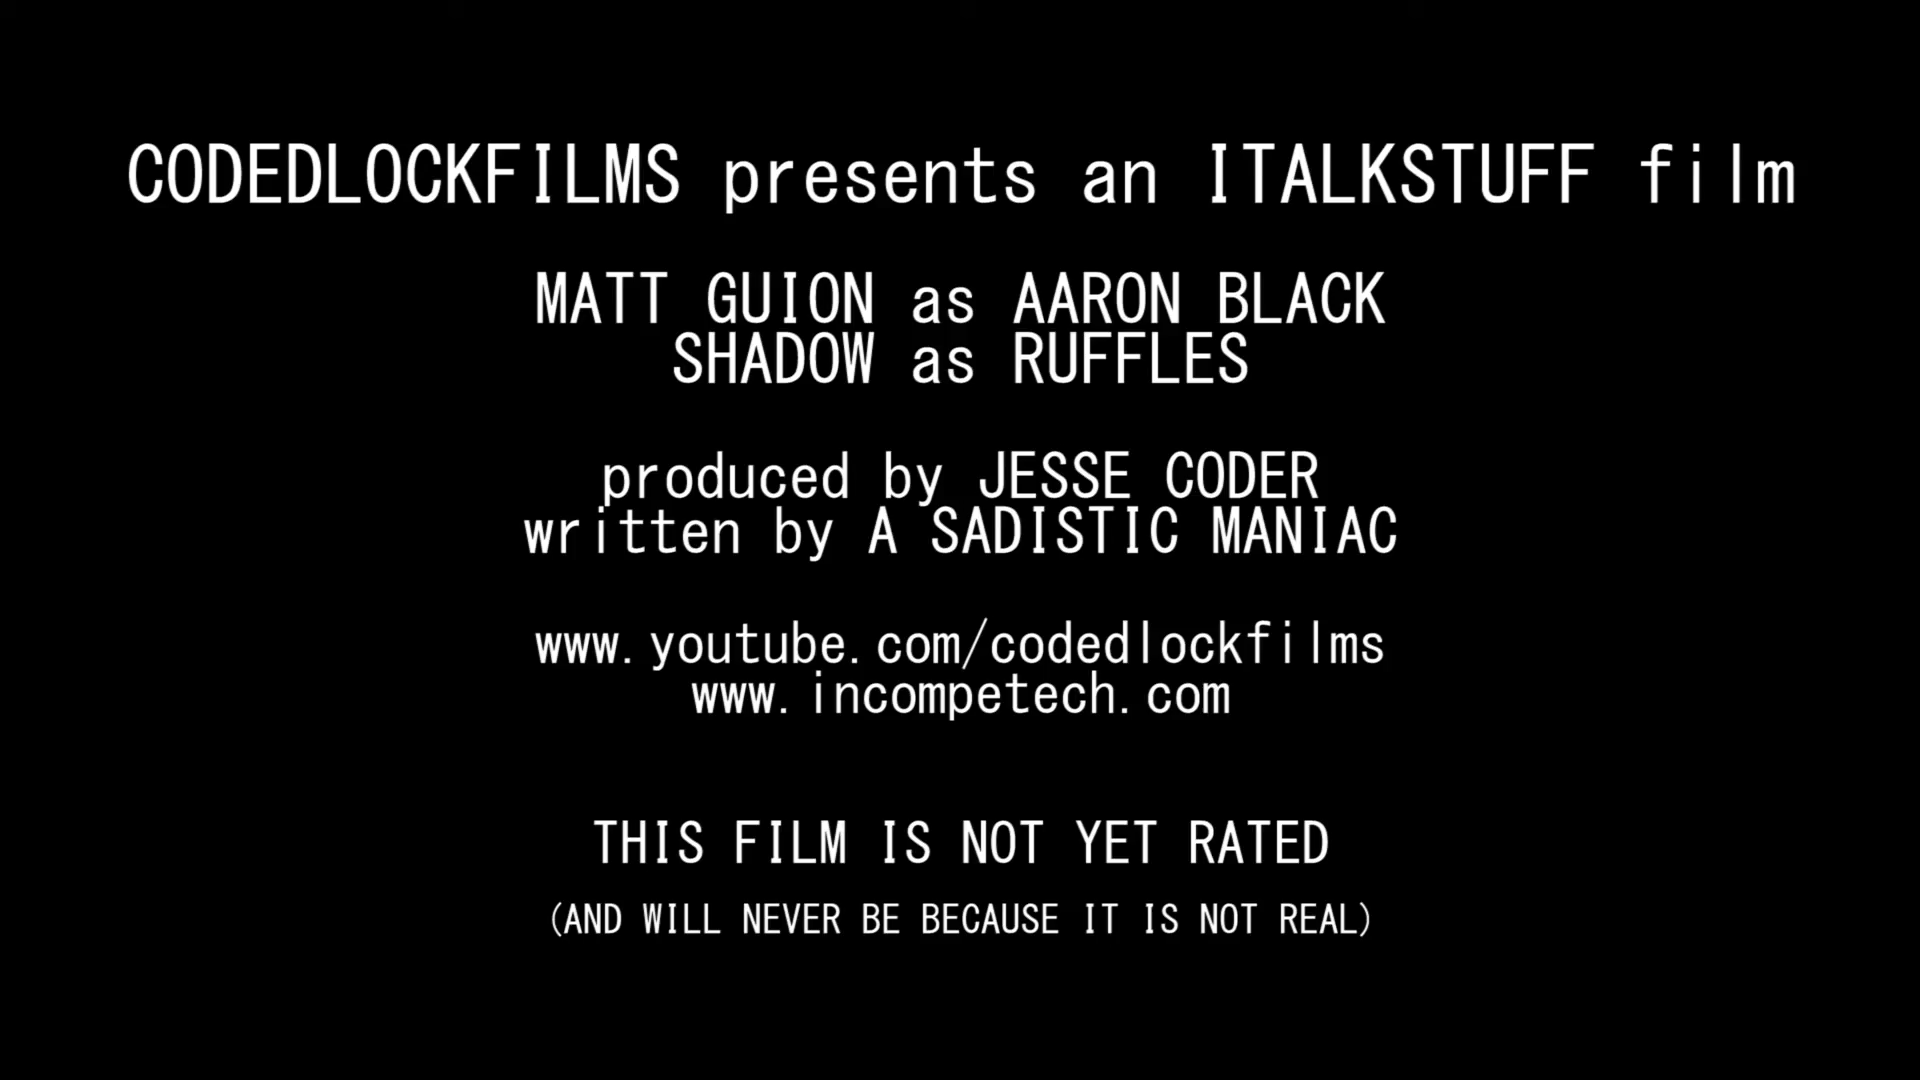 CODEDLOCKFILMS presents an ITALKSTUFF film
MATT GUION as AARON BLACK
SHADOW as RUFFLES
produced by JESSE CODER
written by A SADISTIC MANIAC
www.youtube.com/codedlockfilms
www.incompetech.com
THIS FILM IS NOT YET RATED
(AND WILL NEVER BE BECAUSE IT IS NOT REAL)